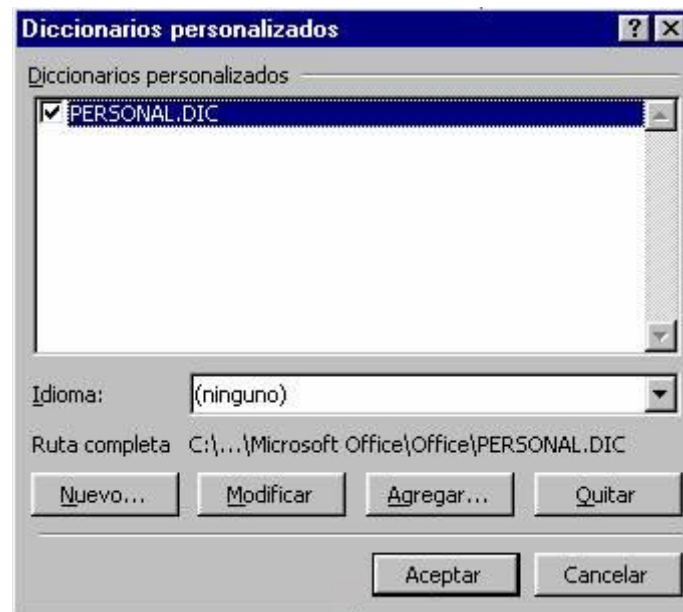 Diccionarios personalizados
Diccionarios personalizados
PERSONAL.DIC
Idioma: (ninguno)
Ruta completa C:\...\Microsoft Office\Office\PERSONAL.DIC
Nuevo... Modificar Agregar... Quitar
Aceptar Cancelar